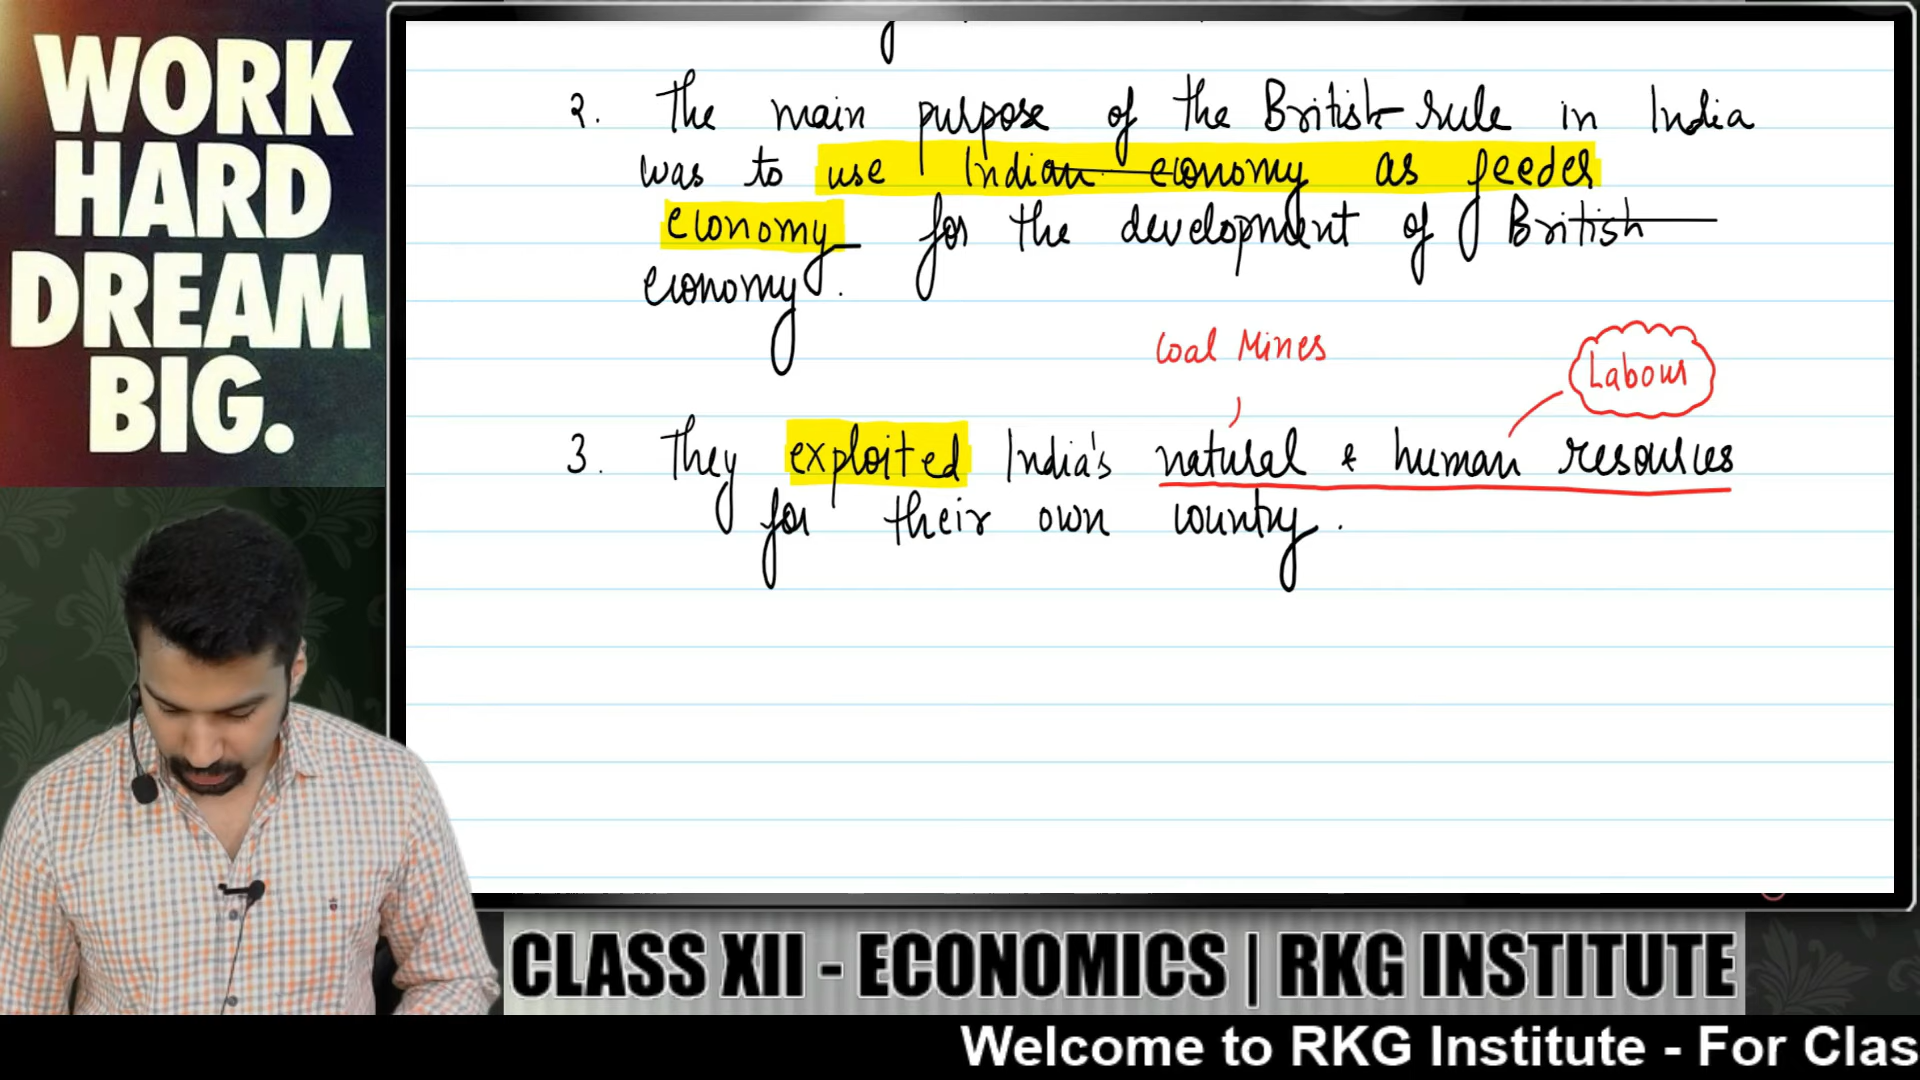 WORK
HARD
DREAM
BIG.
2. The main purpose of the British rule in India
was to use Indian economy as feeder
economy for the development of British
economy.
Coal Mines
Labour
3. They exploited India's natural & human resources
for their own country.
CLASS XII - ECONOMICS | RKG INSTITUTE
Welcome to RKG Institute - For Clas